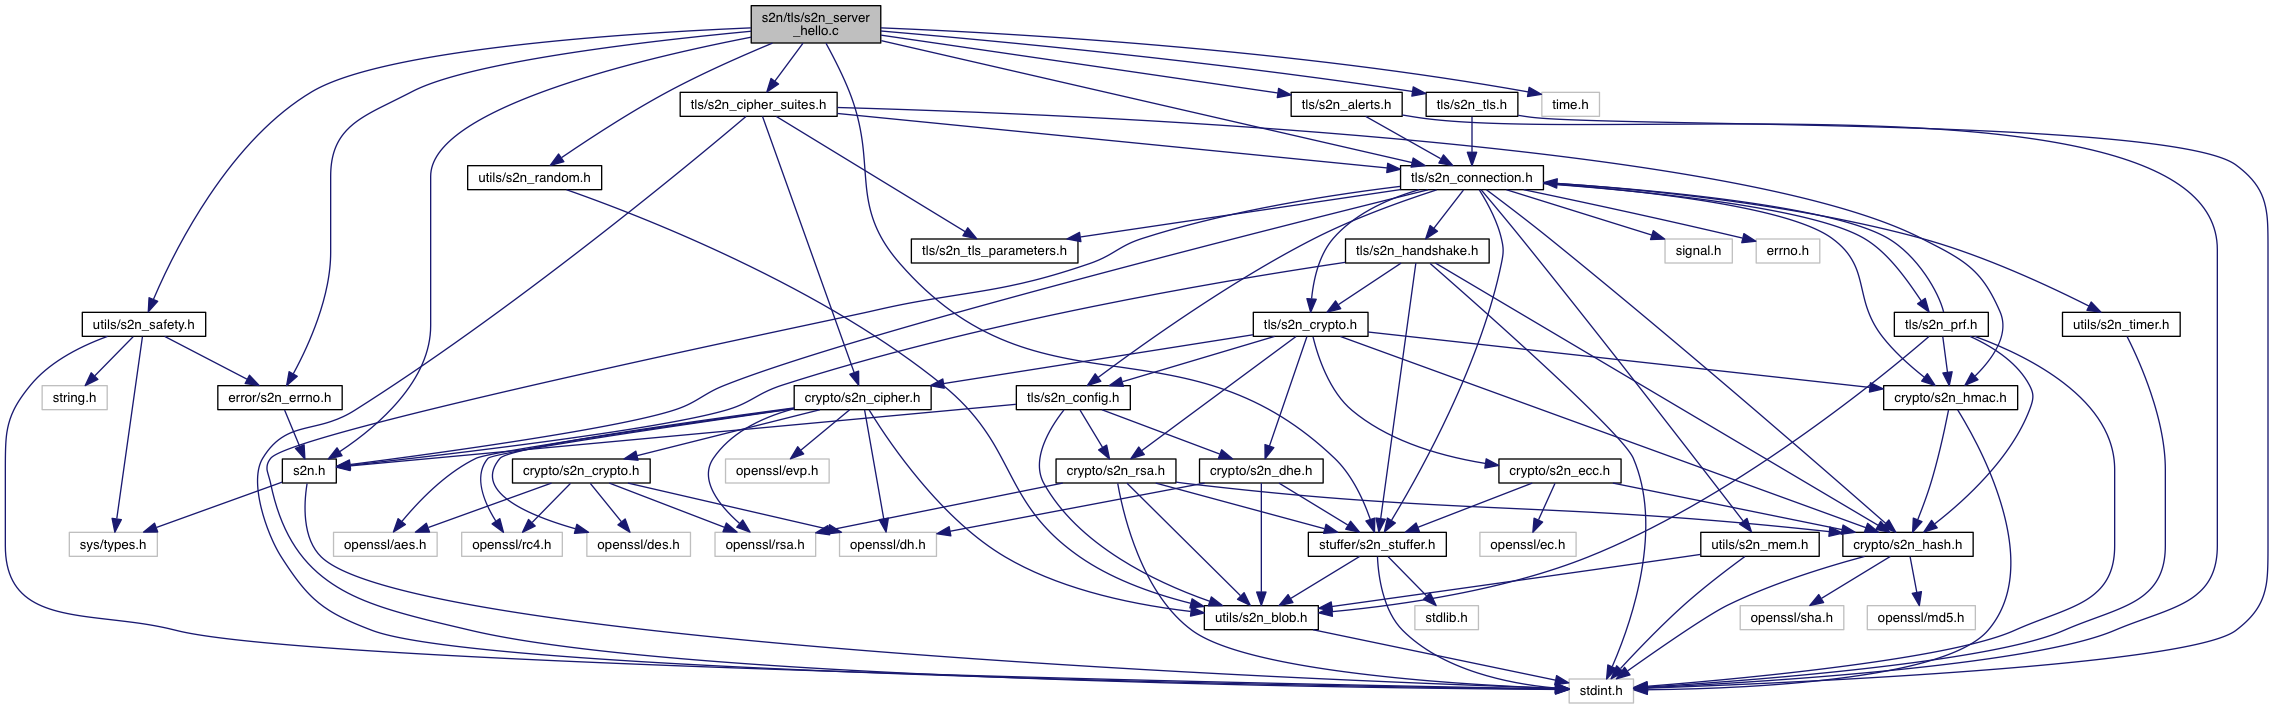 s2n/tls/s2n_server
_hello.c
tls/s2n_cipher_suites.h
tls/s2n_alerts.h
tls/s2n_tls.h
time.h
utils/s2n_random.h
tls/s2n_connection.h
tls/s2n_tls_parameters.h
tls/s2n_handshake.h
signal.h
errno.h
utils/s2n_safety.h
tls/s2n_crypto.h
tls/s2n_prf.h
utils/s2n_timer.h
string.h
error/s2n_errno.h
crypto/s2n_cipher.h
tls/s2n_config.h
crypto/s2n_hmac.h
s2n.h
crypto/s2n_crypto.h
openssl/evp.h
crypto/s2n_rsa.h
crypto/s2n_dhe.h
crypto/s2n_ecc.h
sys/types.h
openssl/aes.h
openssl/rc4.h
openssl/des.h
openssl/rsa.h
openssl/dh.h
stuffer/s2n_stuffer.h
openssl/ec.h
utils/s2n_mem.h
crypto/s2n_hash.h
utils/s2n_blob.h
stdlib.h
openssl/sha.h
openssl/md5.h
stdint.h